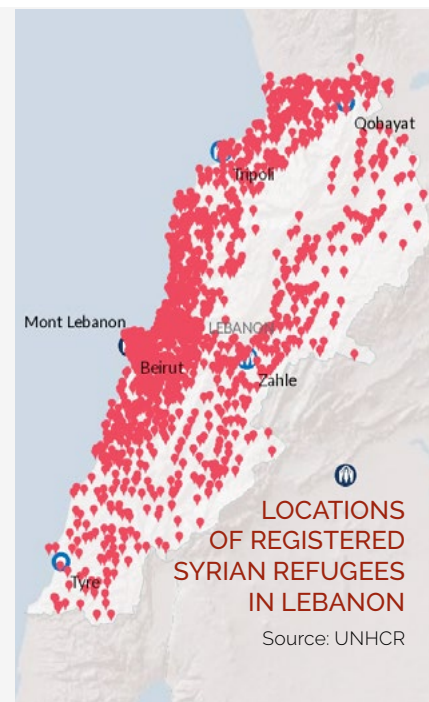 Qobayat
Tripoli
Mont Lebanon
LEBANON
Beirut
Zahle
LOCATIONS
OF REGISTERED
SYRIAN REFUGEES
IN LEBANON
Tyre
Source: UNHCR